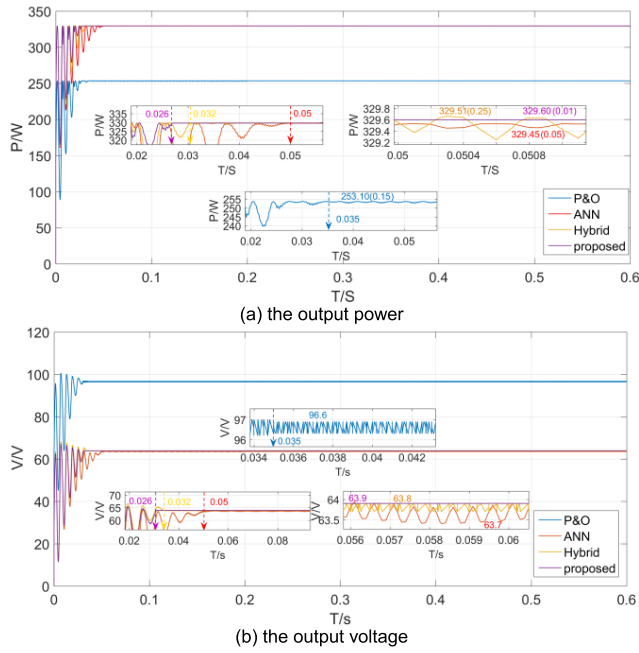 350
300
250
200
150
100
50
0
P/W
335
330
325
320
P/W
0.026
0.032
0.05
0.02 0.03 0.04 0.05
T/S
329.8
329.6
329.4
329.2
P/W
329.51(0.25) 329.60(0.01)
329.45(0.05)
0.05 0.0504 0.0508
T/S
255
250
245
240
P/W
253.10(0.15)
0.035
0.02 0.03 0.04 0.05
T/S
P&O
ANN
Hybrid
proposed
0 0.1 0.2 0.3 0.4 0.5 0.6
T/S
(a) the output power
120
100
80
60
40
20
0
V/V
97
96
V/V
96.6
0.035
0.034 0.036 0.038 0.04 0.042
T/s
70
65
60
V/V
0.026 0.032 0.05
0.02 0.04 0.06 0.08
T/s
64
63.5
V/V
63.9 63.8
63.7
0.056 0.057 0.058 0.059 0.06
T/s
P&O
ANN
Hybrid
proposed
0 0.1 0.2 0.3 0.4 0.5 0.6
T/s
(b) the output voltage